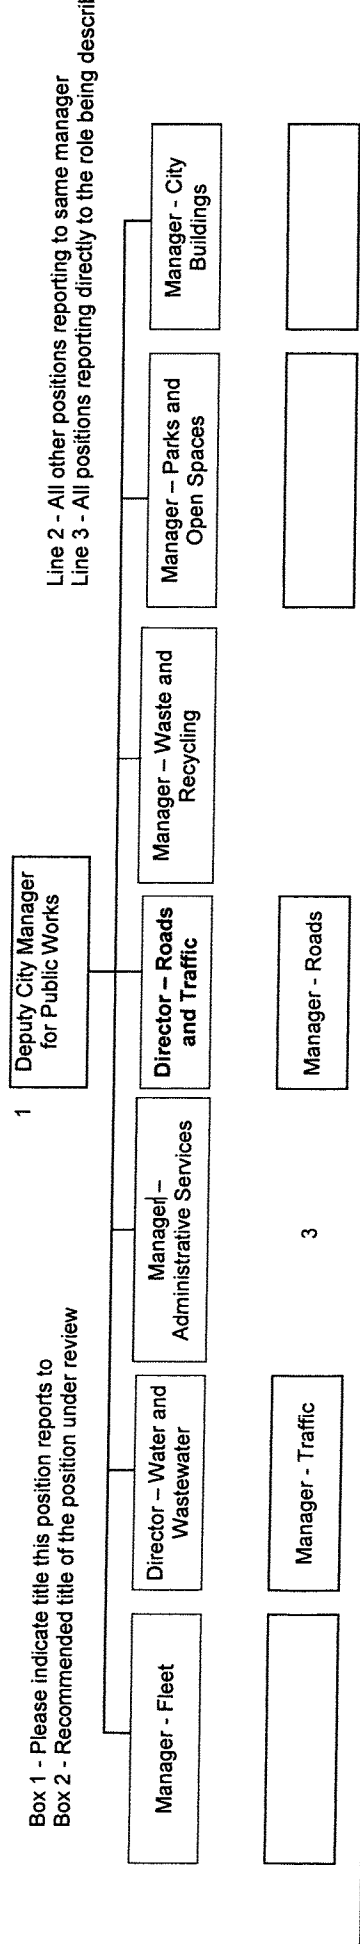 Box 1 - Please indicate title this position reports to
Box 2 - Recommended title of the position under review
Line 2 - All other positions reporting to same manager
Line 3 - All positions reporting directly to the role being
1
Deputy City Manager
for Public Works
Manager - Fleet
Director – Water and
Wastewater
Manager –
Administrative Services
Director – Roads
and Traffic
Manager – Waste and
Recycling
Manager – Parks and
Open Spaces
Manager - City
Buildings
Manager - Traffic
3
Manager - Roads